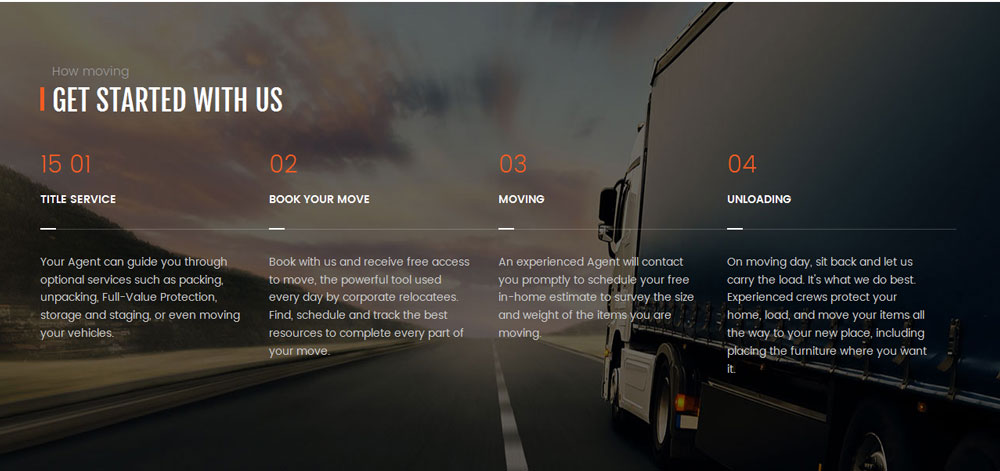 How moving
GET STARTED WITH US
15 01
TITLE SERVICE
Your Agent can guide you through
optional services such as packing,
unpacking, Full-Value Protection,
storage and staging, or even moving
your vehicles.
02
BOOK YOUR MOVE
Book with us and receive free access
to move, the powerful tool used
every day by corporate relocatees.
Find, schedule and track the best
resources to complete every part of
your move.
03
MOVING
An experienced Agent will contact
you promptly to schedule your free
in-home estimate to survey the size
and weight of the items you are
moving.
04
UNLOADING
On moving day, sit back and let us
carry the load. It's what we do best.
Experienced crews protect your
home, load, and move your items all
the way to your new place, including
placing the furniture where you want
it.